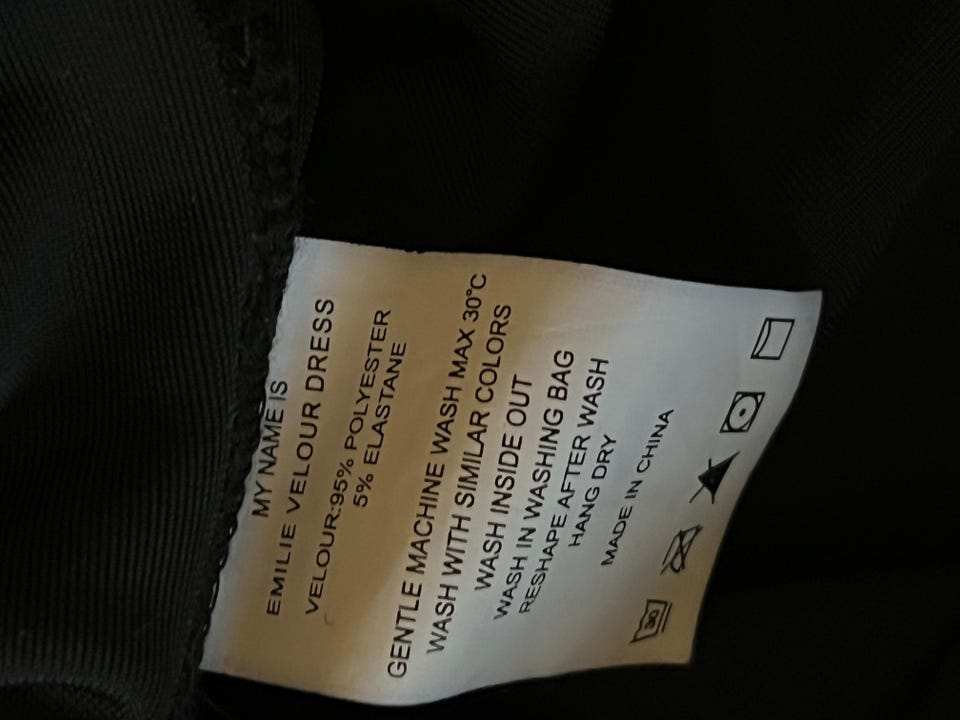 MY NAME IS
EMILIE VELOUR DRESS
VELOUR:95% POLYESTER
5% ELASTANE
GENTLE MACHINE WASH MAX 30°C
WASH WITH SIMILAR COLORS
WASH INSIDE OUT
WASH IN WASHING BAG
RESHAPE AFTER WASH
HANG DRY
MADE IN CHINA
30